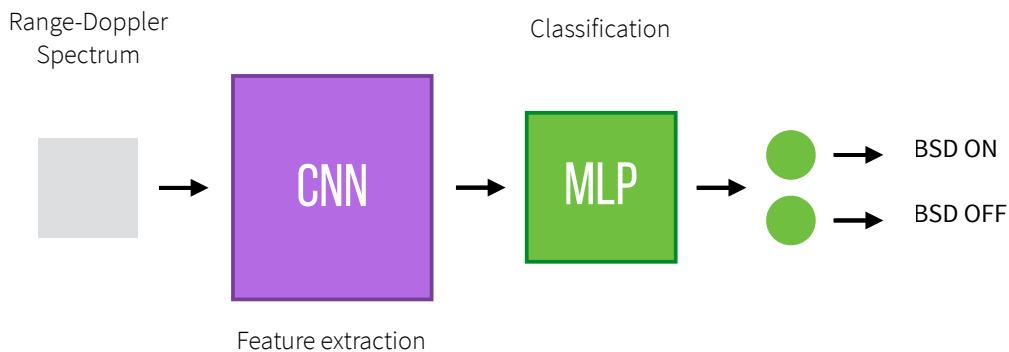 Range-Doppler
Spectrum
Classification
CNN
MLP
BSD ON
BSD OFF
Feature extraction